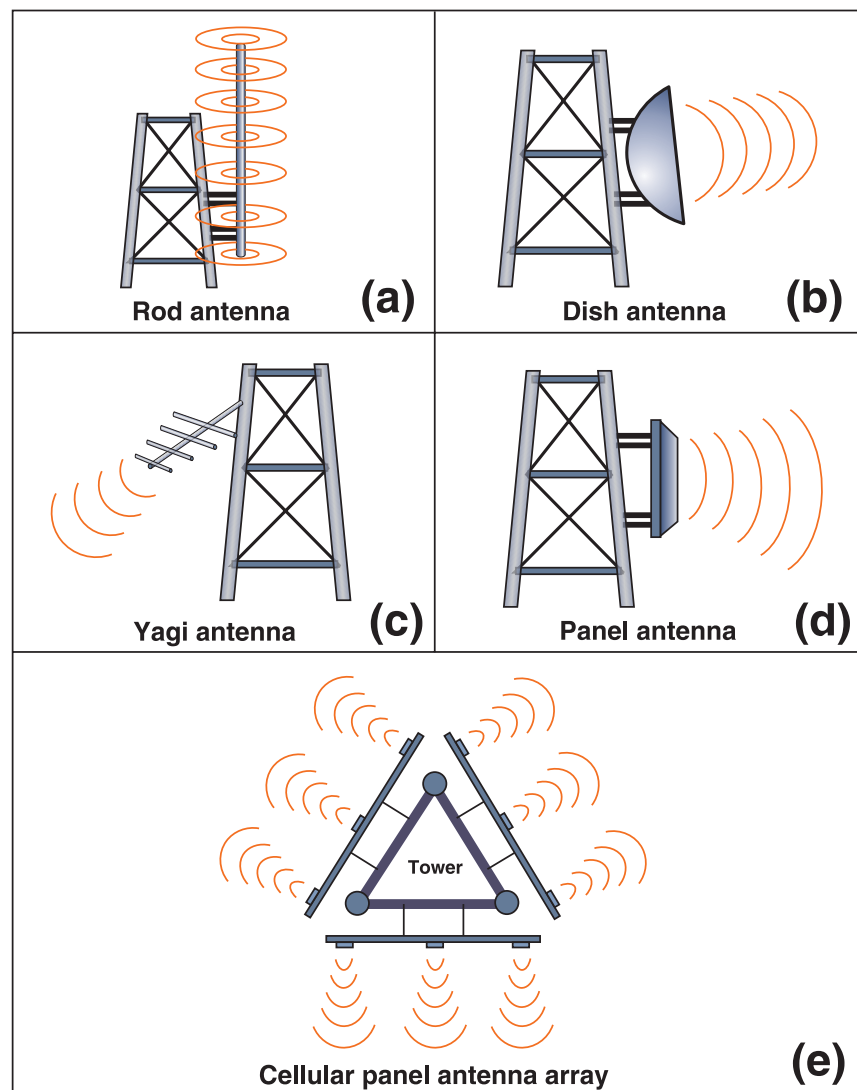 (a)
Rod antenna
(b)
Dish antenna
(c)
Yagi antenna
(d)
Panel antenna
Tower
(e)
Cellular panel antenna array